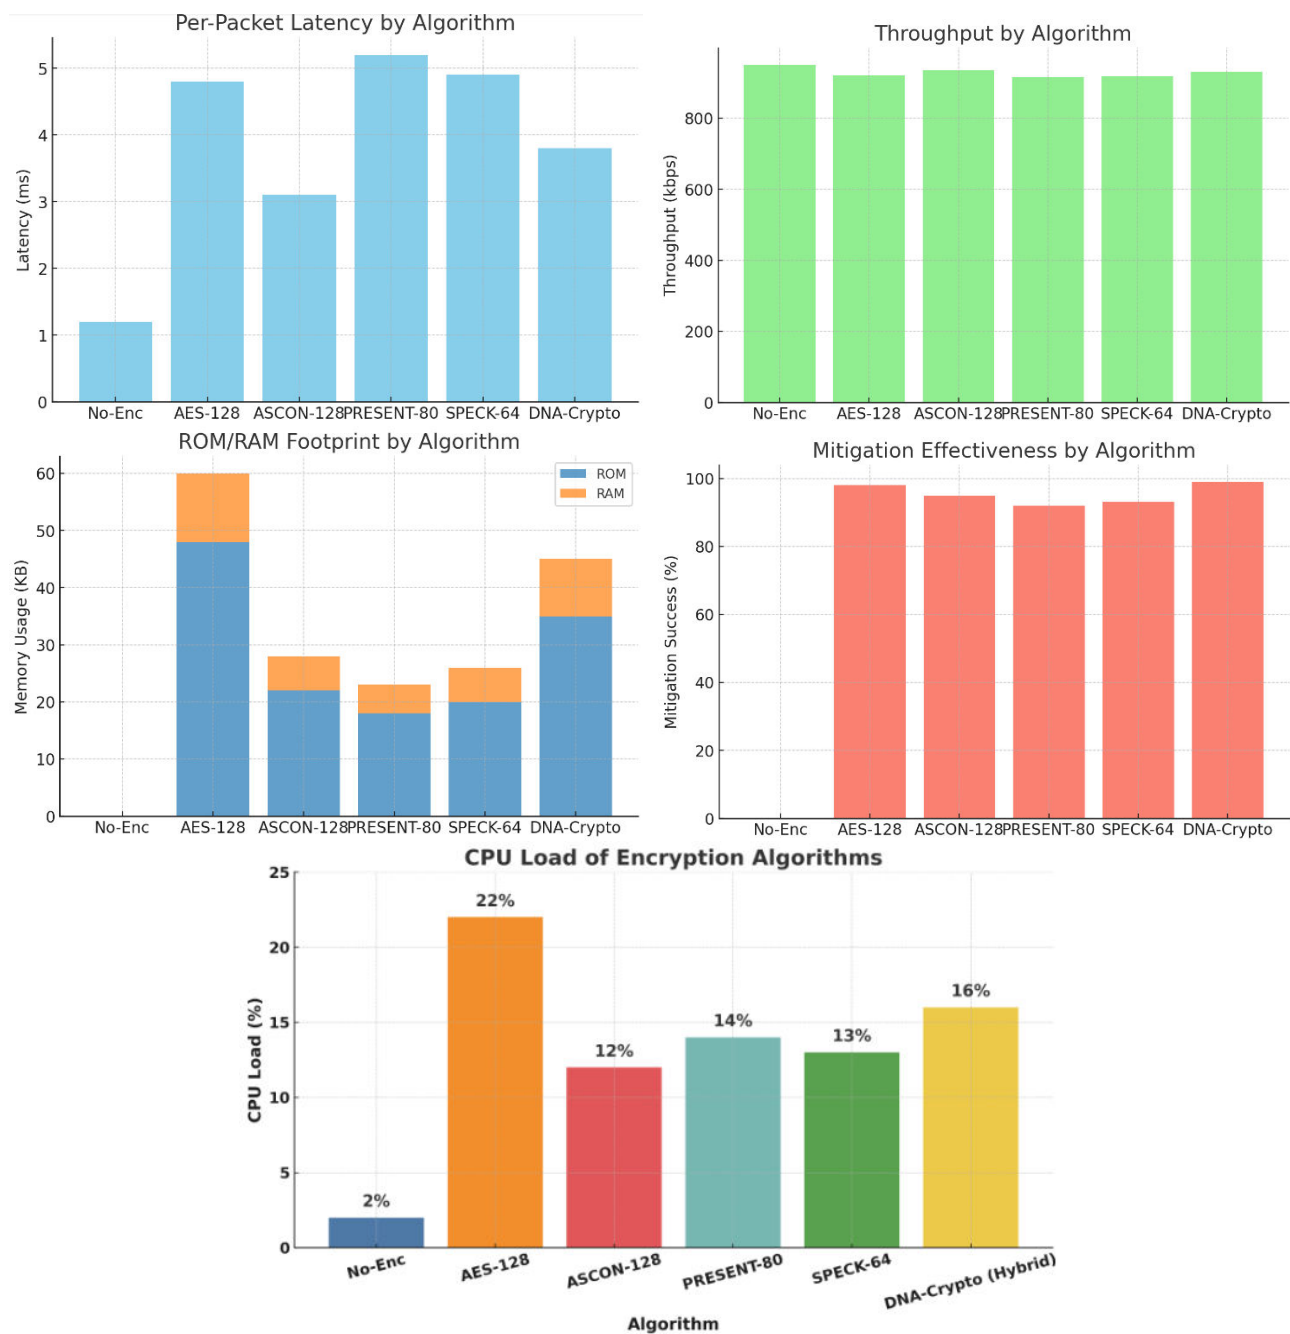 Per-Packet Latency by Algorithm
Latency (ms)
5
4
3
2
1
0
No-Enc AES-128 ASCON-128 PRESENT-80 SPECK-64 DNA-Crypto
Throughput by Algorithm
Throughput (kbps)
800
600
400
200
0
No-Enc AES-128 ASCON-128 PRESENT-80 SPECK-64 DNA-Crypto
ROM/RAM Footprint by Algorithm
ROM
RAM
Memory Usage (KB)
60
50
40
30
20
10
0
No-Enc AES-128 ASCON-128 PRESENT-80 SPECK-64 DNA-Crypto
Mitigation Effectiveness by Algorithm
Mitigation Success (%)
100
80
60
40
20
0
No-Enc AES-128 ASCON-128 PRESENT-80 SPECK-64 DNA-Crypto
CPU Load of Encryption Algorithms
CPU Load (%)
25
20
15
10
5
0
2% 22% 12% 14% 13% 16%
No-Enc AES-128 ASCON-128 PRESENT-80 SPECK-64 DNA-Crypto (Hybrid)
Algorithm